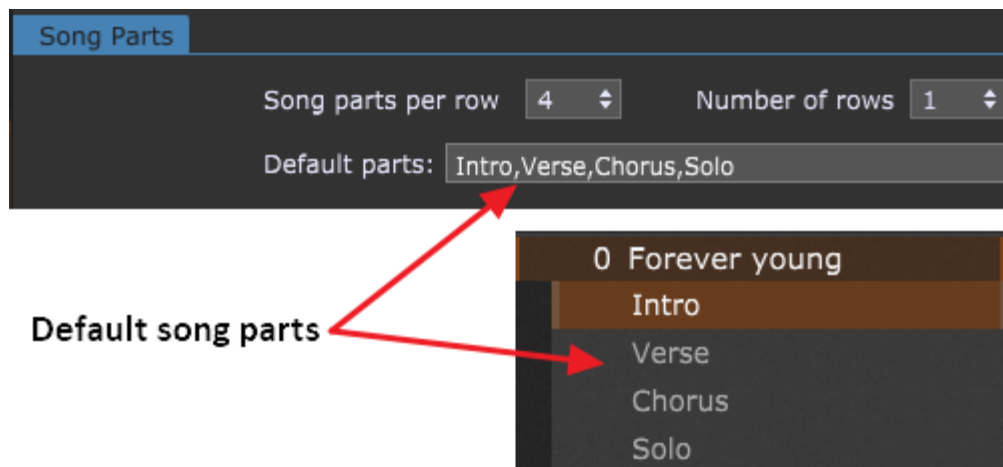 Song Parts
Song parts per row 4 Number of rows 1
Default parts: Intro,Verse,Chorus,Solo
0 Forever young
Intro
Default song parts
Verse
Chorus
Solo